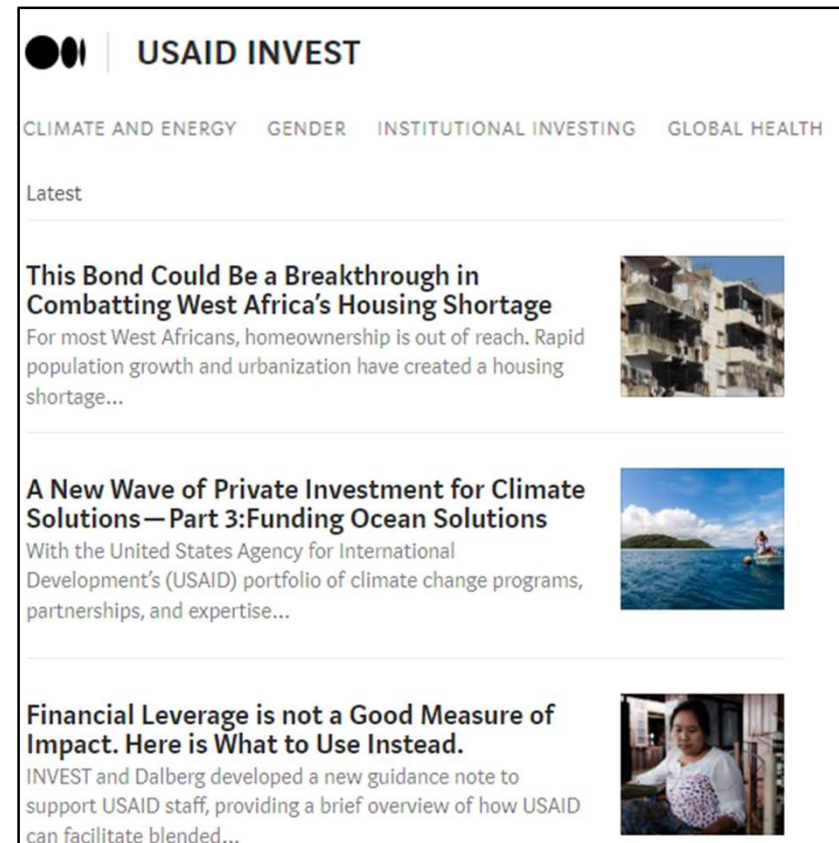 USAID INVEST
CLIMATE AND ENERGY GENDER INSTITUTIONAL INVESTING GLOBAL HEALTH
Latest
This Bond Could Be a Breakthrough in
Combatting West Africa's Housing Shortage
For most West Africans, homeownership is out of reach. Rapid
population growth and urbanization have created a housing
shortage...
A New Wave of Private Investment for Climate
Solutions — Part 3:Funding Ocean Solutions
With the United States Agency for International
Development's (USAID) portfolio of climate change programs,
partnerships, and expertise...
Financial Leverage is not a Good Measure of
Impact. Here is What to Use Instead.
INVEST and Dalberg developed a new guidance note to
support USAID staff, providing a brief overview of how USAID
can facilitate blended...